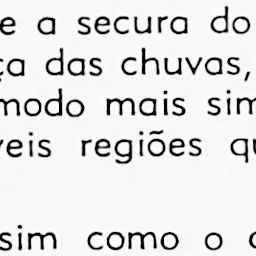 e a secura do
ça das chuvas,
modo mais sim
veis regiões qu
sim como o